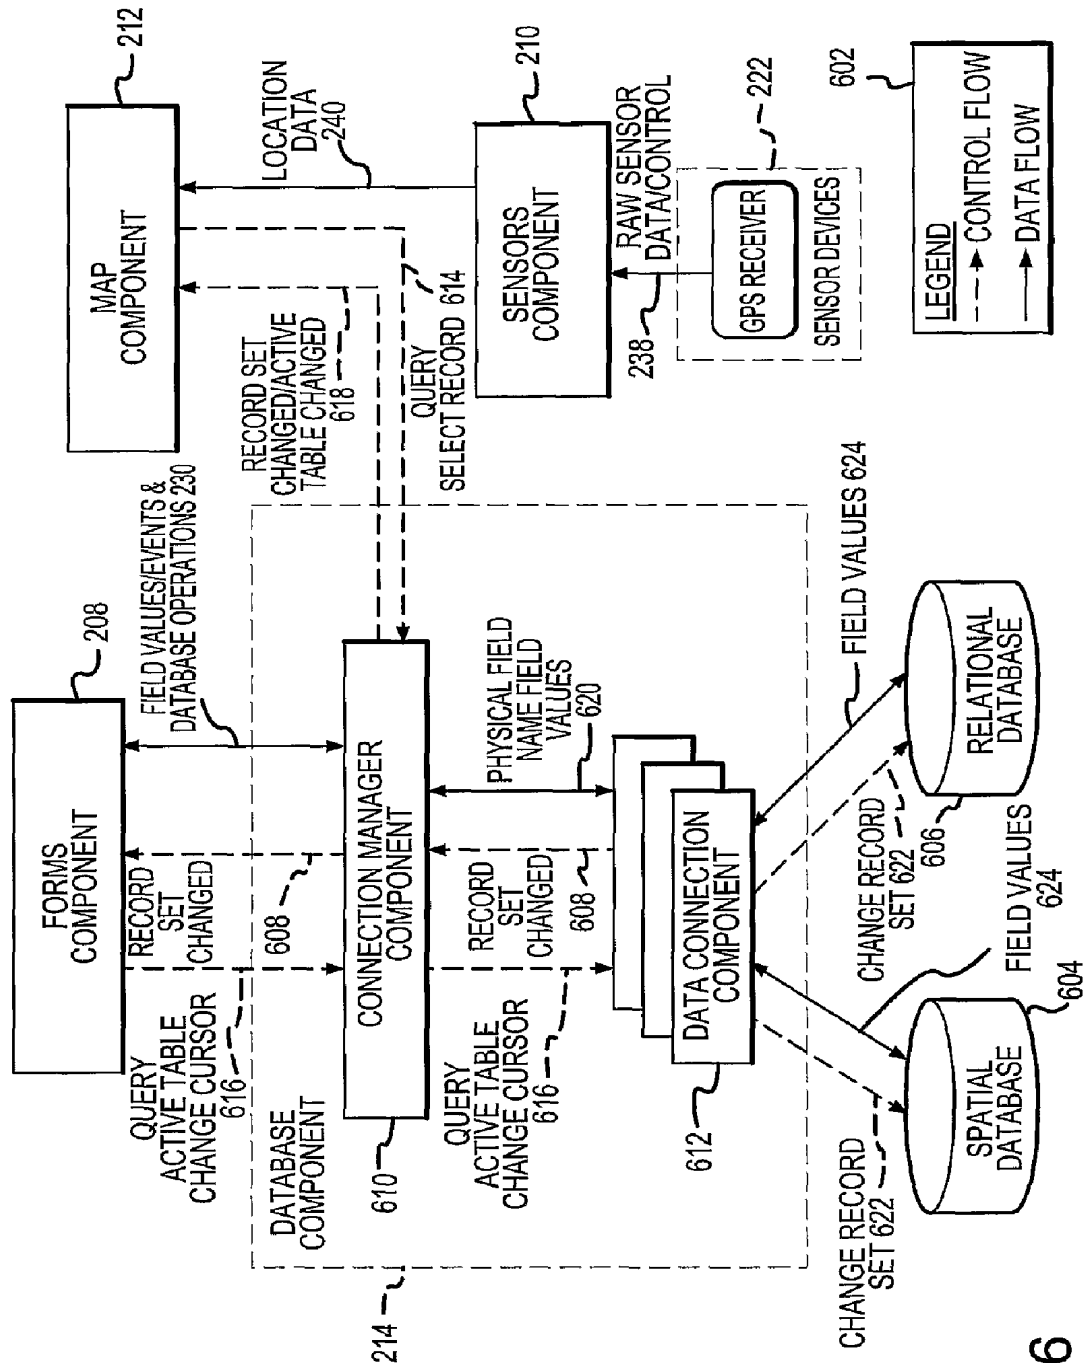 FORMS
COMPONENT
208
MAP
COMPONENT
212
QUERY
ACTIVE TABLE
CHANGE CURSOR
616
RECORD
SET
CHANGED
608
FIELD VALUES/EVENTS &
DATABASE OPERATIONS 230
RECORD SET
CHANGED/ACTIVE
TABLE CHANGED
618
LOCATION
DATA
240
QUERY
SELECT RECORD 614
214
DATABASE
COMPONENT
CONNECTION MANAGER
COMPONENT
610
SENSORS
COMPONENT
210
QUERY
ACTIVE TABLE
CHANGE CURSOR
616
RECORD
SET
CHANGED
608
PHYSICAL FIELD
NAME FIELD
VALUES
620
RAW SENSOR
DATA/CONTROL
238
GPS RECEIVER
SENSOR DEVICES
222
DATA CONNECTION
COMPONENT
612
CHANGE RECORD
SET 622
CHANGE RECORD
SET 622
FIELD VALUES 624
FIELD VALUES
624
SPATIAL
DATABASE
604
RELATIONAL
DATABASE
606
602
LEGEND
CONTROL FLOW
DATA FLOW
6